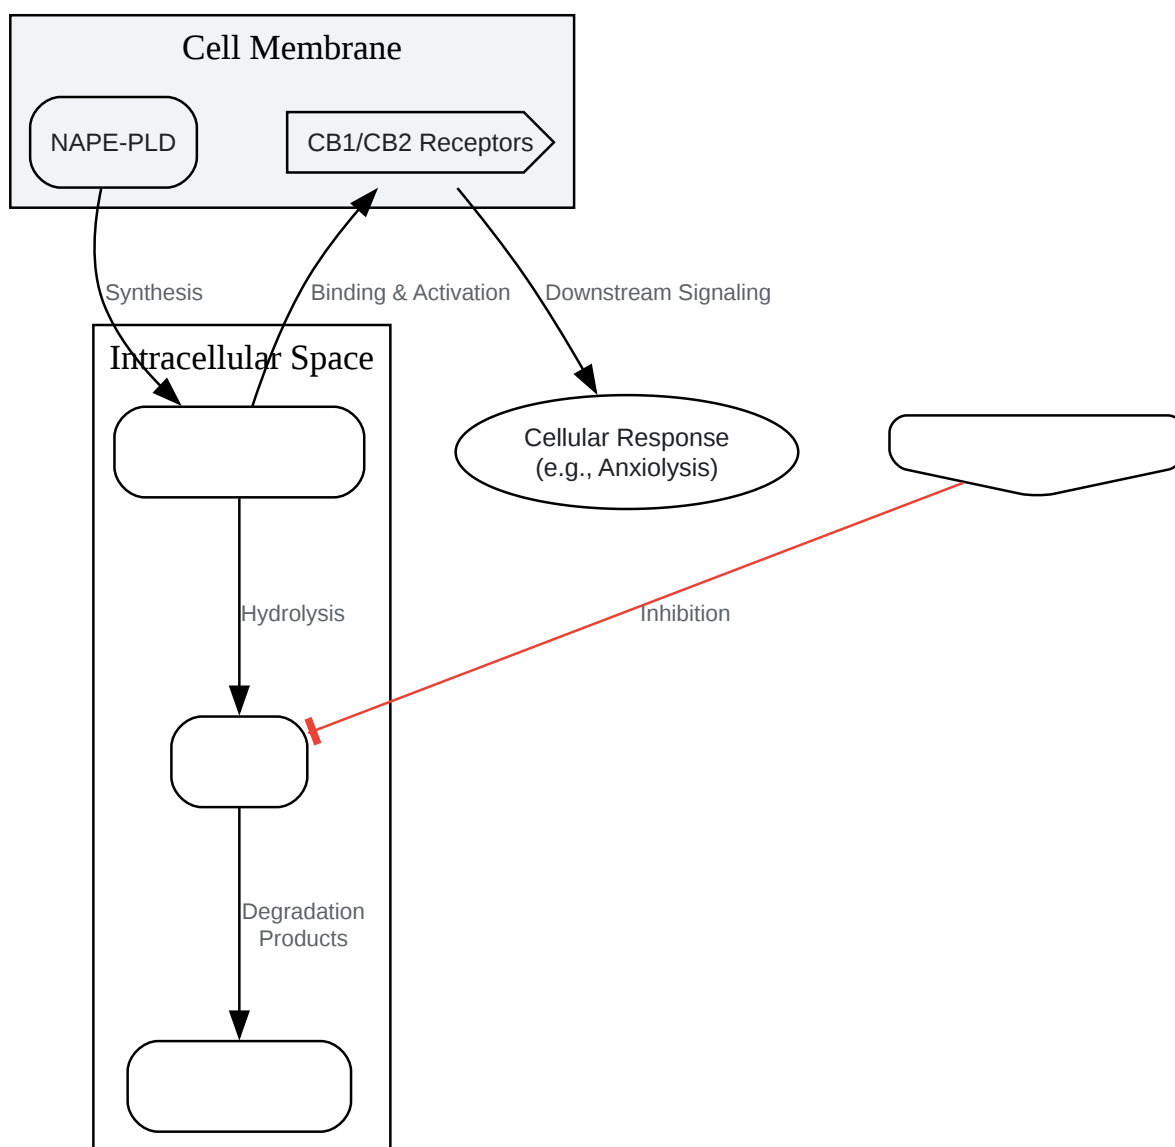 Cell Membrane
NAPE-PLD
CB1/CB2 Receptors
Synthesis
Binding & Activation
Downstream Signaling
Intracellular Space
Cellular Response
(e.g., Anxiolysis)
Hydrolysis
Inhibition
Degradation
Products